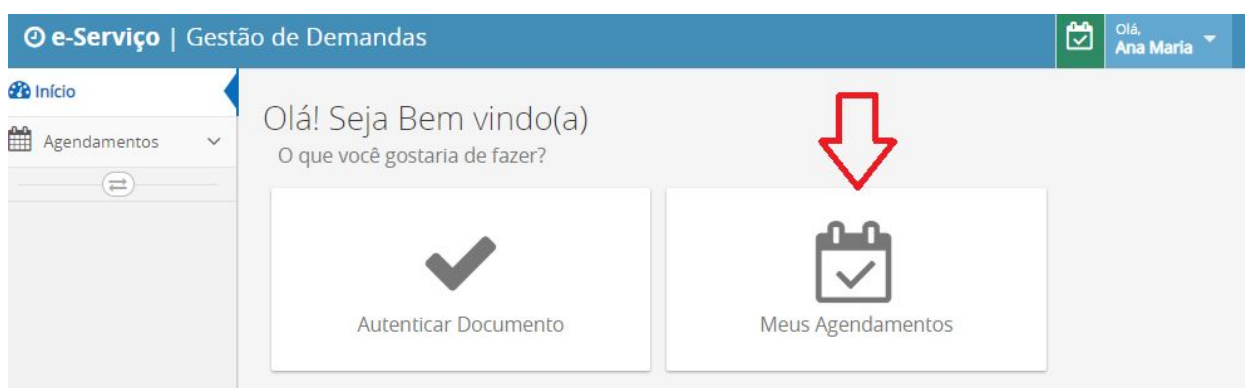 e-Serviço | Gestão de Demandas
Olá,
Ana Maria
Início
Agendamentos
Olá! Seja Bem vindo(a)
O que você gostaria de fazer?
Autenticar Documento
Meus Agendamentos